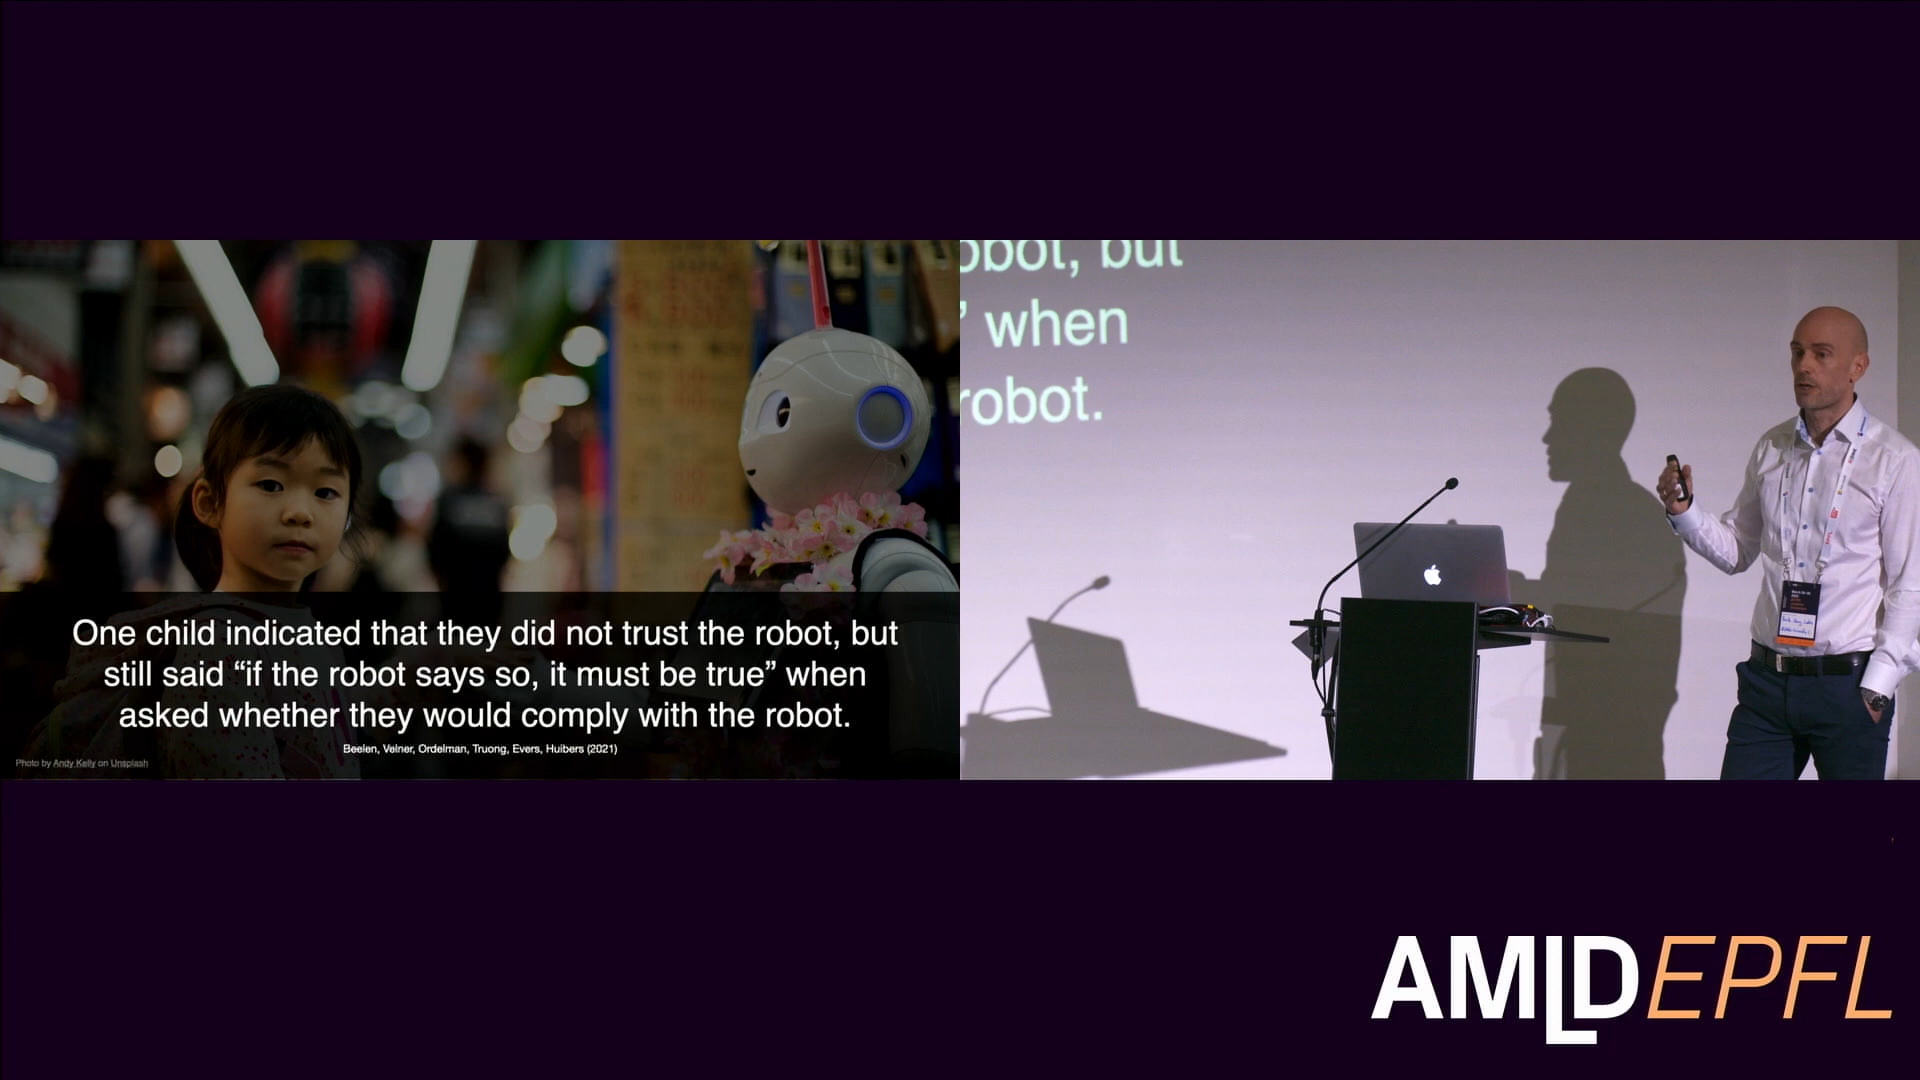 One child indicated that they did not trust the robot, but
still said “if the robot says so, it must be true” when
asked whether they would comply with the robot.
Beelen, Velner, Ordelman, Truong, Evers, Huibers (2021)
Photo by Andy Kelly on Unsplash
obot, but
” when
robot.
AMLDEPFL